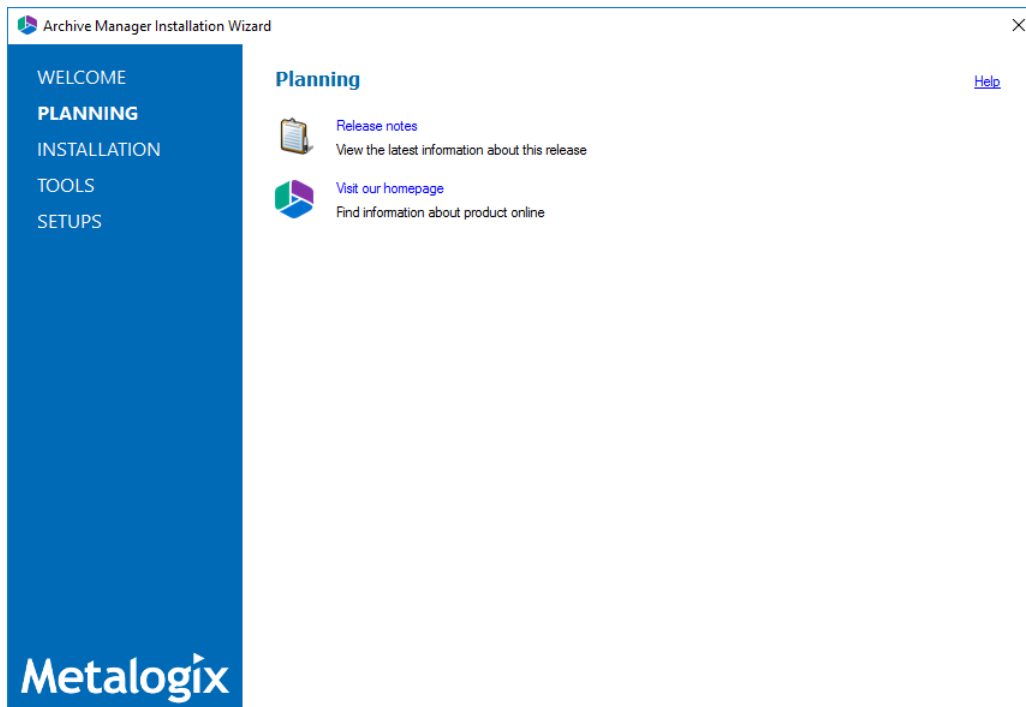 Archive Manager Installation Wizard
WELCOME
PLANNING
INSTALLATION
TOOLS
SETUPS
Planning
Help
Release notes
View the latest information about this release
Visit our homepage
Find information about product online
Metalogix